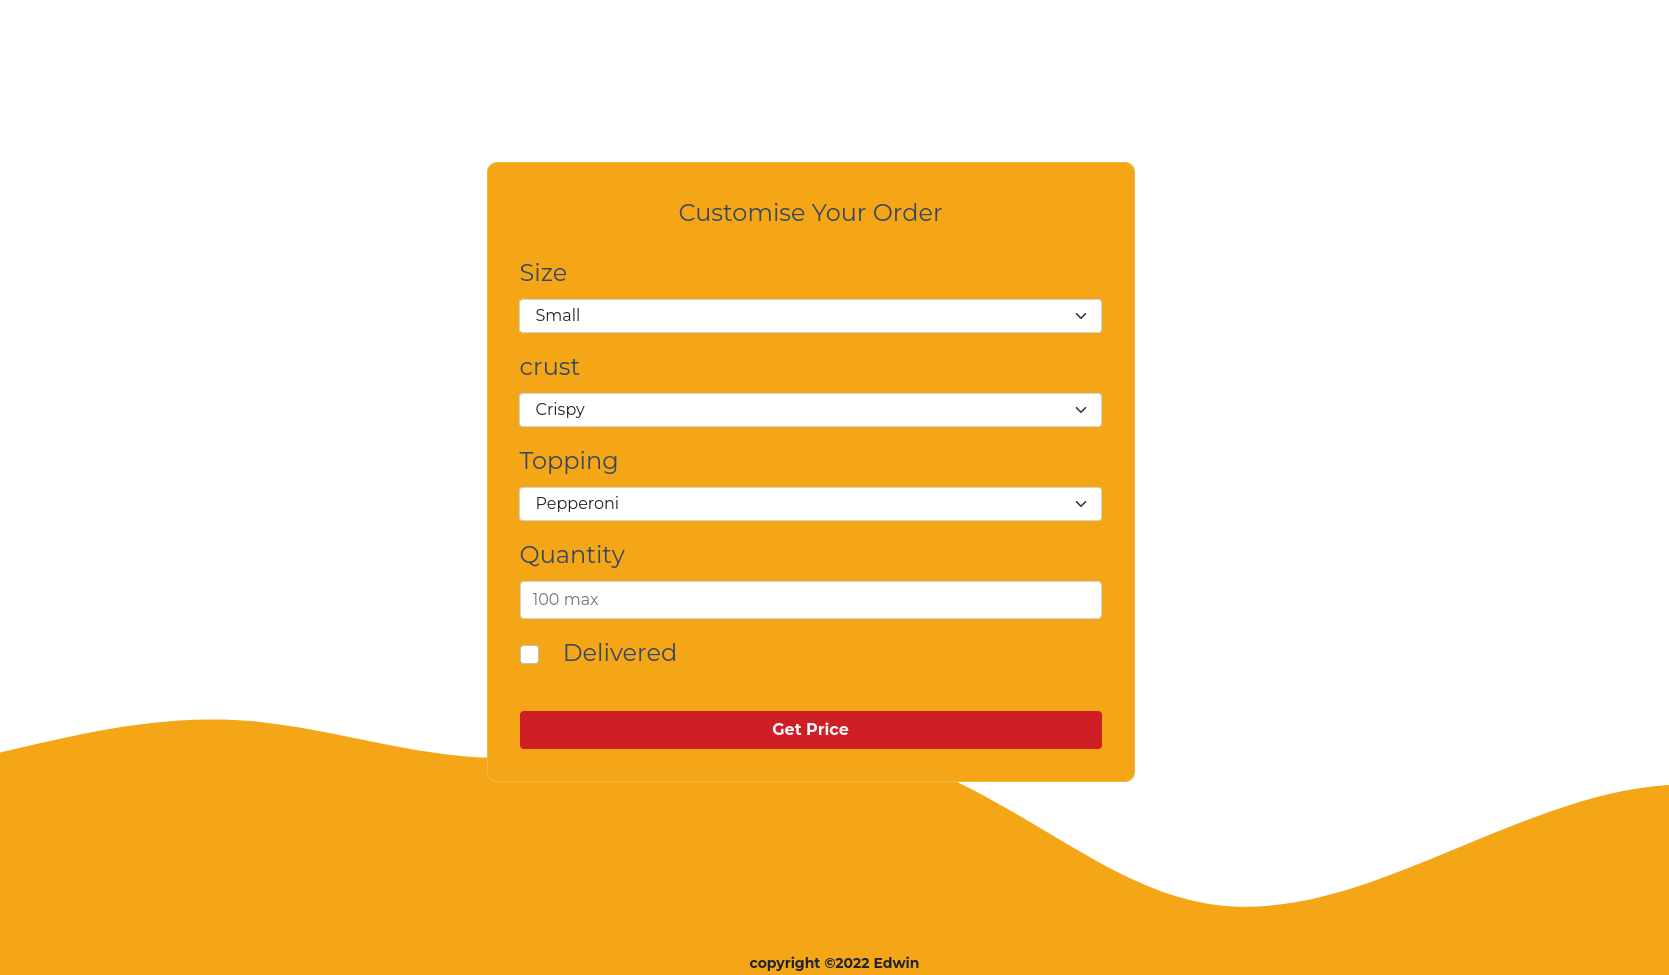 Customise Your Order
Size
Small
crust
Crispy
Topping
Pepperoni
Quantity
100 max
Delivered
Get Price
copyright ©2022 Edwin